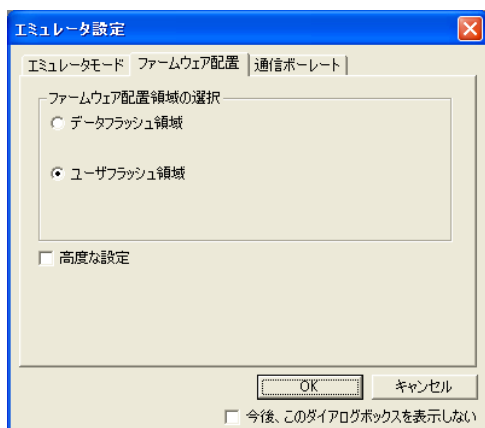 エミュレータ設定
エミュレータモード ファームウェア配置 通信ボーレート
ファームウェア配置領域の選択
データフラッシュ領域
ユーザフラッシュ領域
高度な設定
OK キャンセル
今後、このダイアログボックスを表示しない